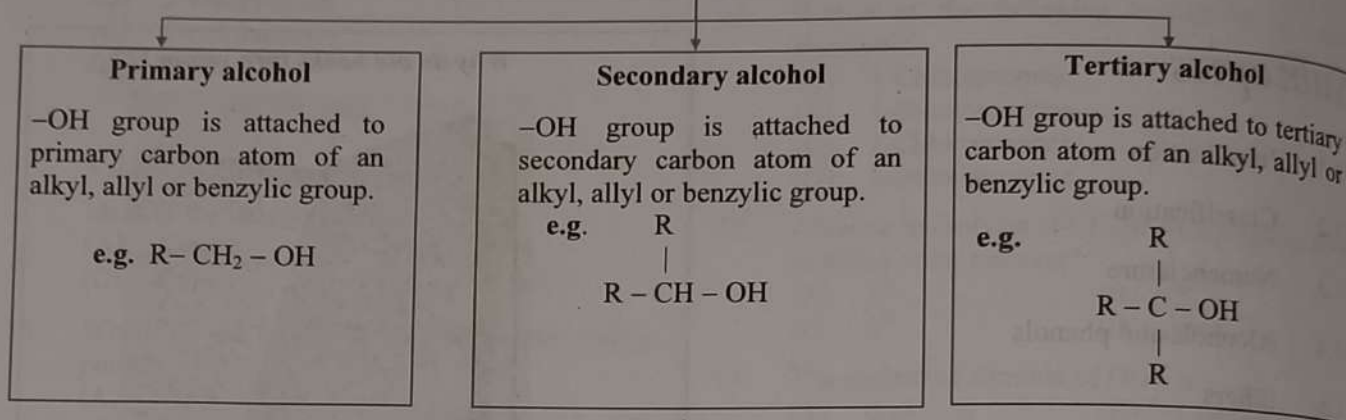 Primary alcohol
–OH group is attached to
primary carbon atom of an
alkyl, allyl or benzylic group.
e.g. R– CH₂ – OH
Secondary alcohol
–OH group is attached to
secondary carbon atom of an
alkyl, allyl or benzylic group.
e.g. R
|
R – CH – OH
Tertiary alcohol
–OH group is attached to tertiary
carbon atom of an alkyl, allyl or
benzylic group.
e.g. R
|
R – C – OH
|
R